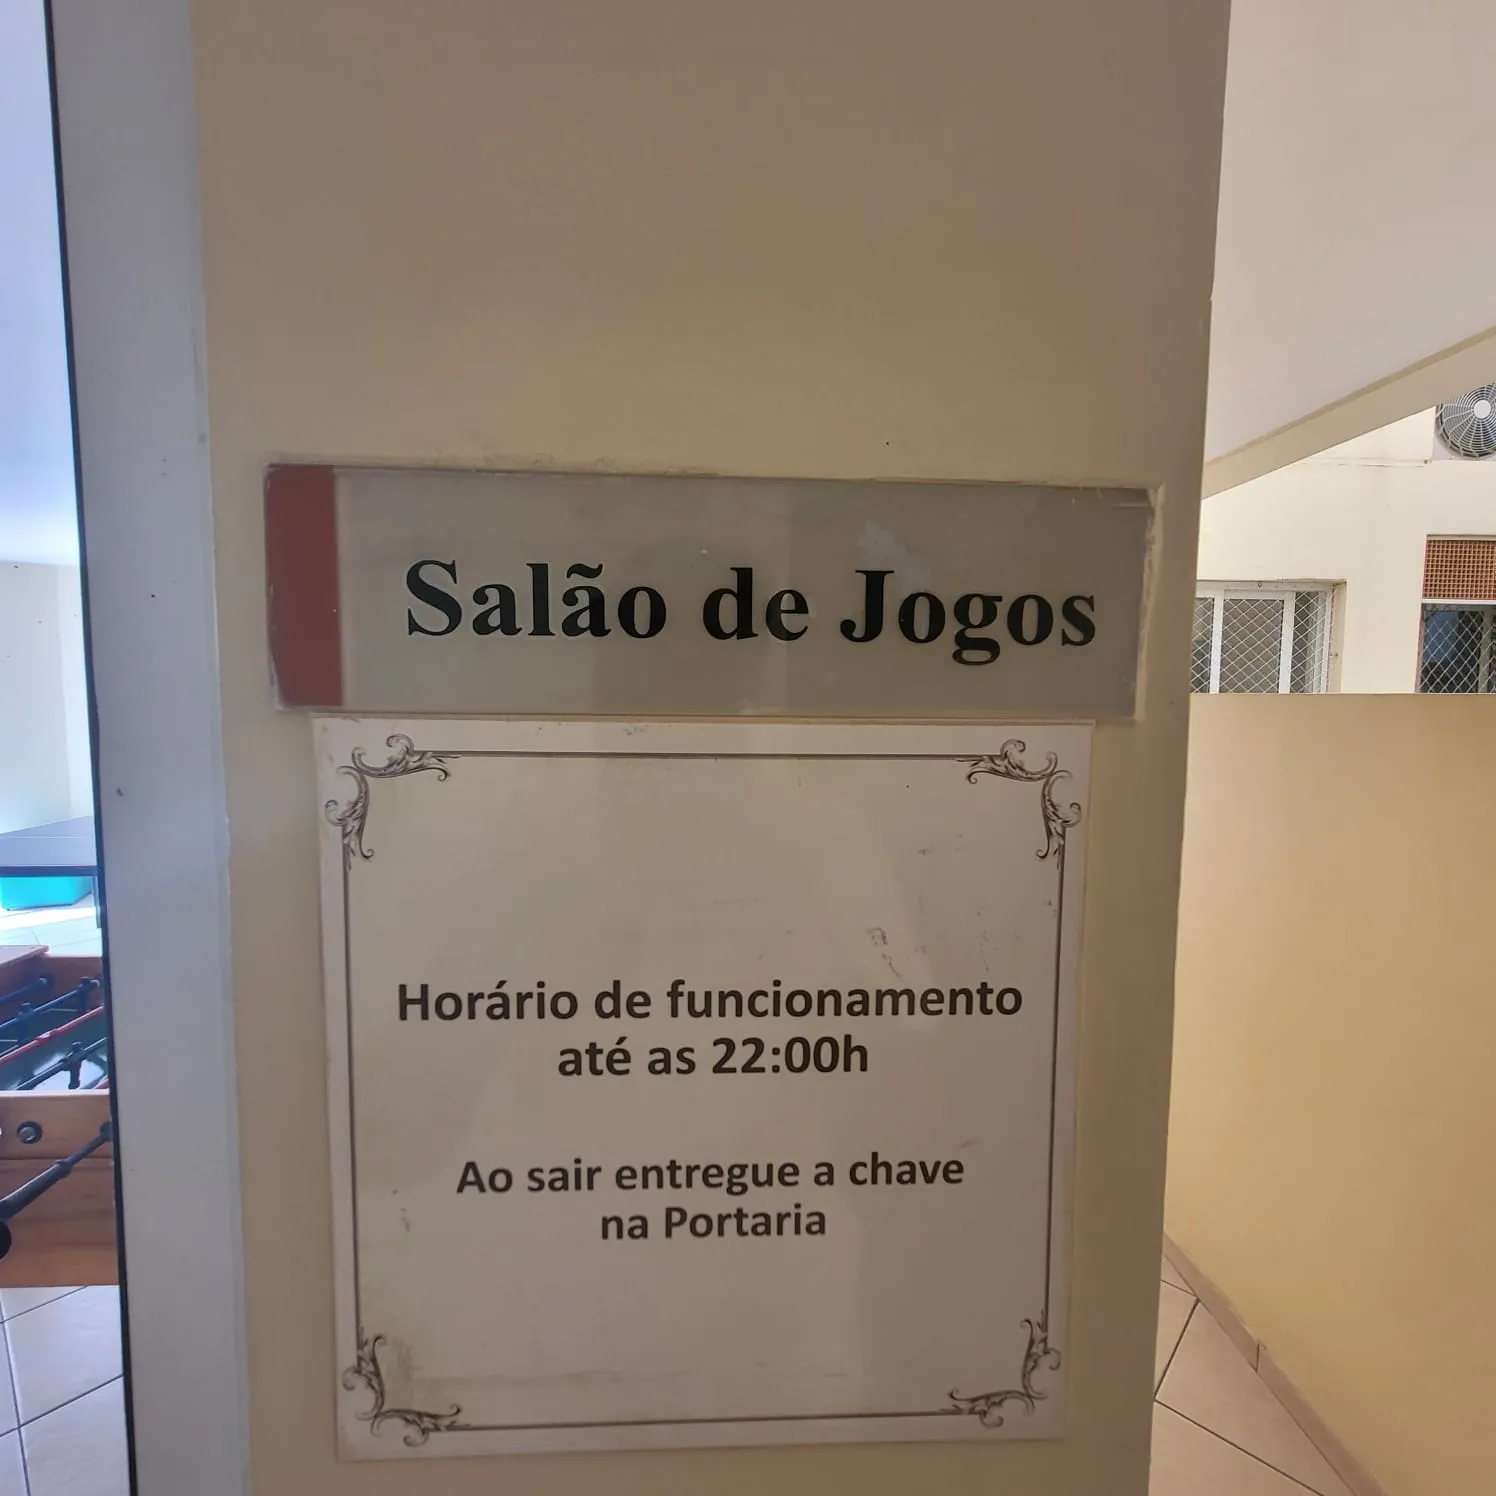 Salão de Jogos
Horário de funcionamento
até as 22:00h
Ao sair entregue a chave
na Portaria